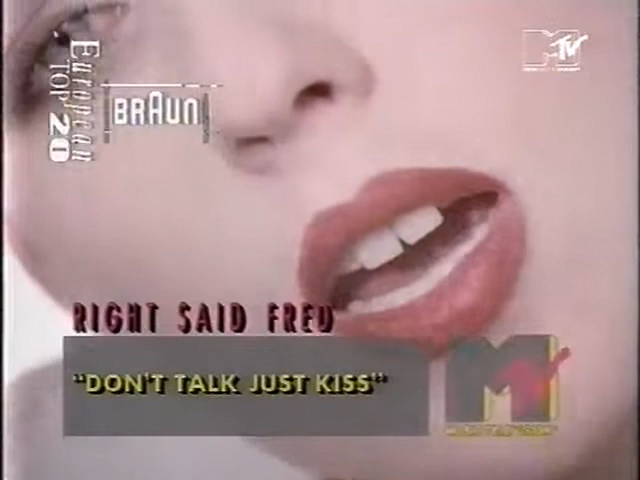 European
TOP 20
BRAUN
MTV
RIGHT SAID FRED
"DON'T TALK JUST KISS"
MTV